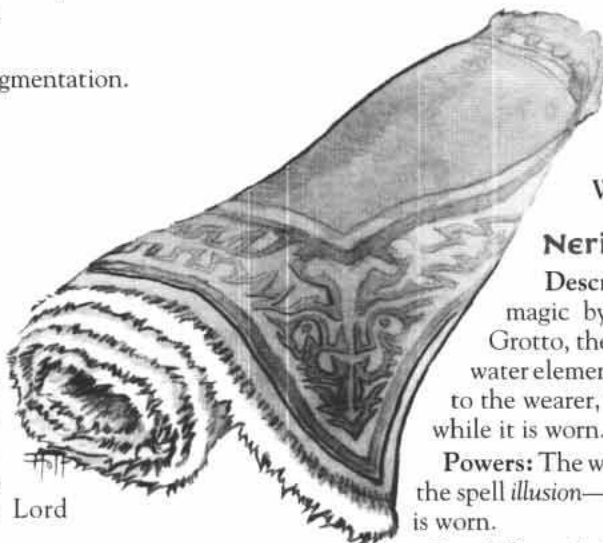 gmentation.
Lord
W
Neri
Descr
magic by
Grotto, the
water elemen
to the wearer,
while it is worn.
Powers: The w
the spell illusion—
is worn.